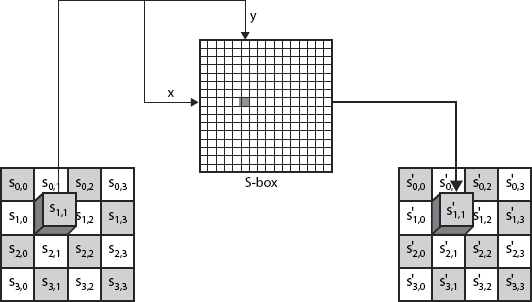 y
x
S-box
s0,0 s0,1 s0,2 s0,3
s1,0 s1,1 s1,2 s1,3
s2,0 s2,1 s2,2 s2,3
s3,0 s3,1 s3,2 s3,3
s'0,0 s'0,1 s'0,2 s'0,3
s'1,0 s'1,1 s'1,2 s'1,3
s'2,0 s'2,1 s'2,2 s'2,3
s'3,0 s'3,1 s'3,2 s'3,3